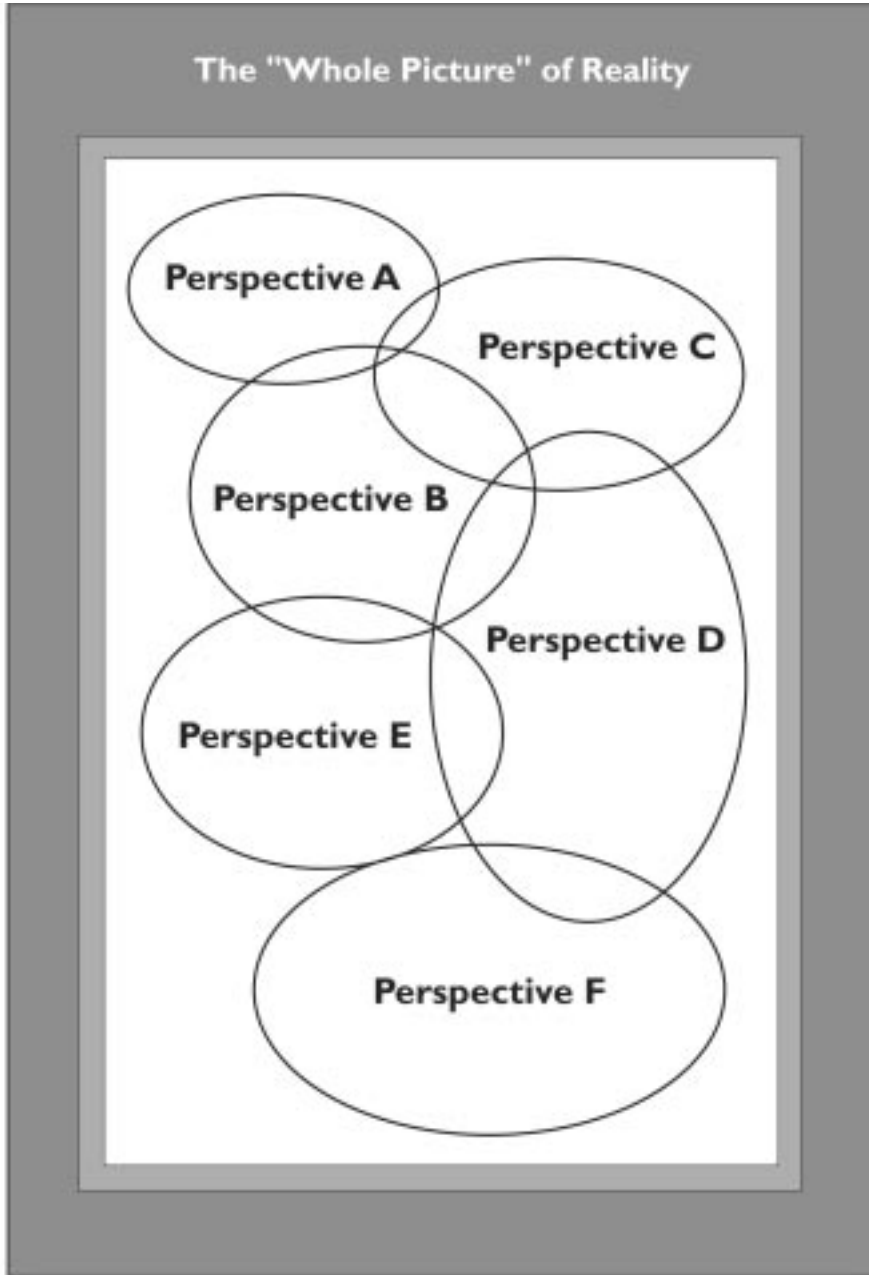 The "Whole Picture" of Reality
Perspective A
Perspective C
Perspective B
Perspective D
Perspective E
Perspective F